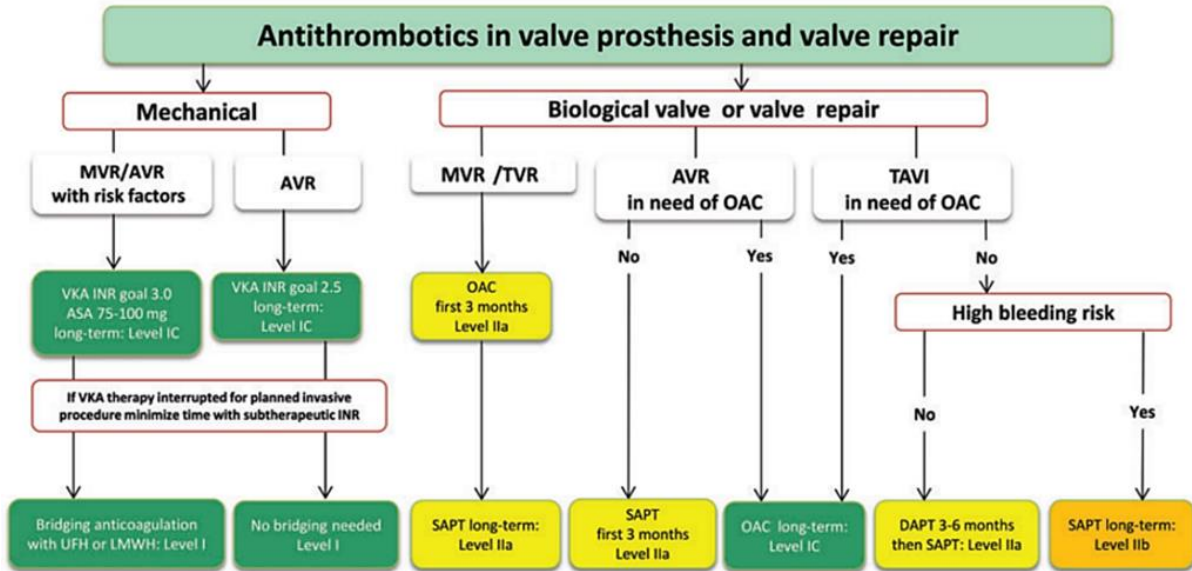 Antithrombotics in valve prosthesis and valve repair
Mechanical
Biological valve or valve repair
MVR/AVR
with risk factors
AVR
MVR /TVR
AVR
in need of OAC
TAVI
in need of OAC
No
Yes
Yes
No
VKA INR goal 3.0
ASA 75-100 mg
long-term: Level IC
VKA INR goal 2.5
long-term:
Level IC
OAC
first 3 months
Level IIa
High bleeding risk
If VKA therapy interrupted for planned invasive
procedure minimize time with subtherapeutic INR
No
Yes
Bridging anticoagulation
with UFH or LMWH: Level I
No bridging needed
Level I
SAPT long-term:
Level IIa
SAPT
first 3 months
Level IIa
OAC long-term:
Level IC
DAPT 3-6 months
then SAPT: Level IIa
SAPT long-term:
Level IIb